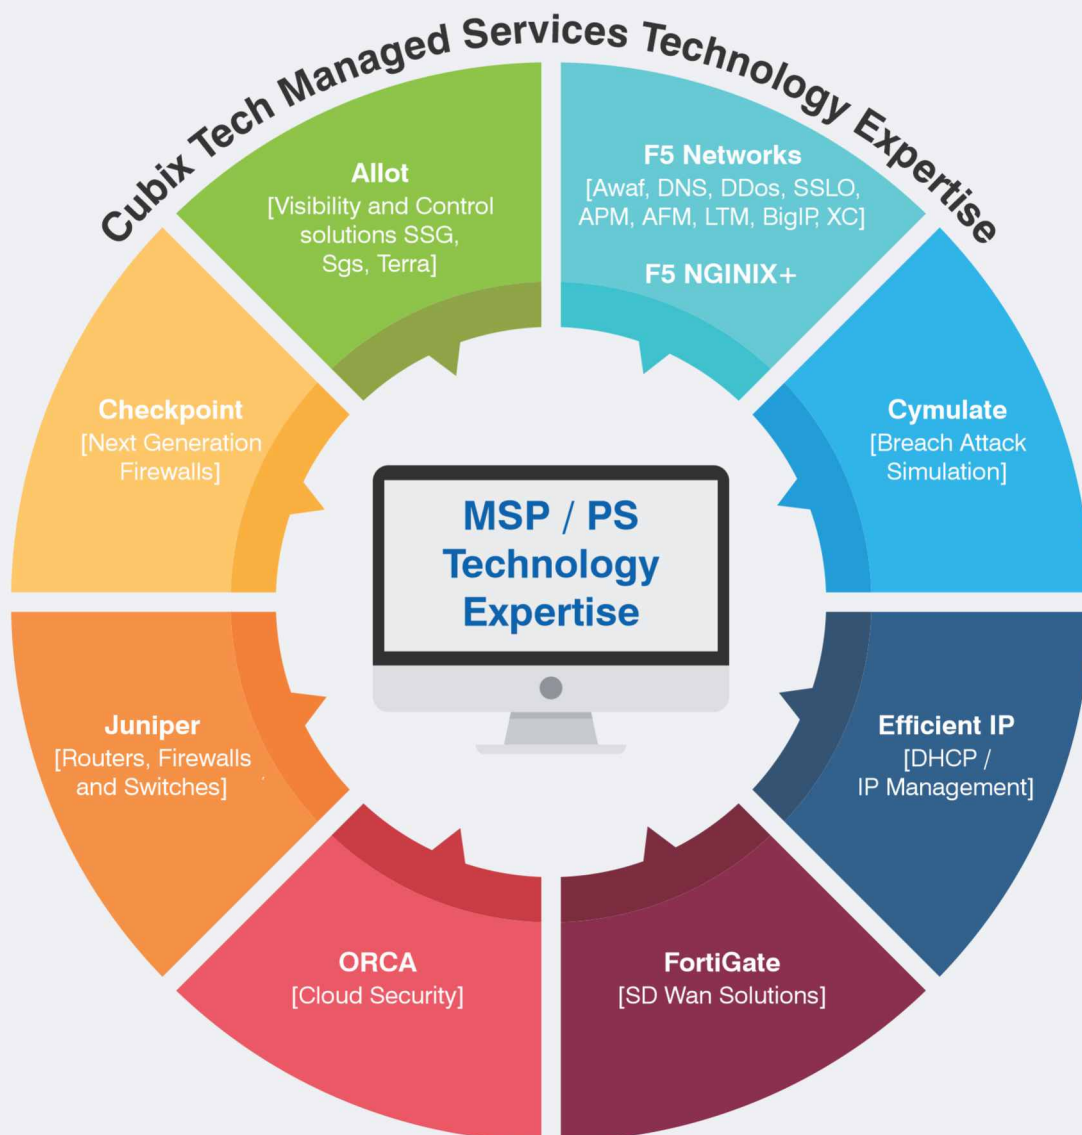 Cubix Tech Managed Services Technology Expertise
Allot
[Visibility and Control
solutions SSG,
Sgs, Terra]
F5 Networks
[Awaf, DNS, DDos, SSLO,
APM, AFM, LTM, BigIP, XC]
F5 NGINIX+
Cymulate
[Breach Attack
Simulation]
Efficient IP
[DHCP /
IP Management]
FortiGate
[SD Wan Solutions]
ORCA
[Cloud Security]
Juniper
[Routers, Firewalls
and Switches]
Checkpoint
[Next Generation
Firewalls]
MSP / PS
Technology
Expertise